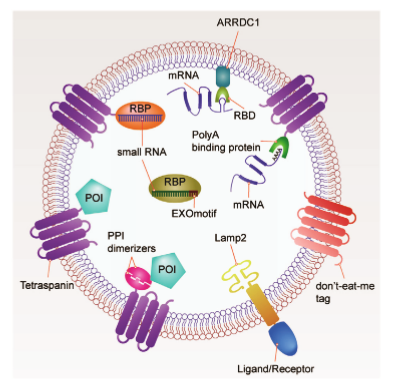 ARRDC1
mRNA
RBP
RBD
PolyA
binding protein
small RNA
AAAA
RBP
mRNA
EXOmotif
POI
PPI
dimerizers
Lamp2
POI
Tetraspanin
don't-eat-me
tag
Ligand/Receptor